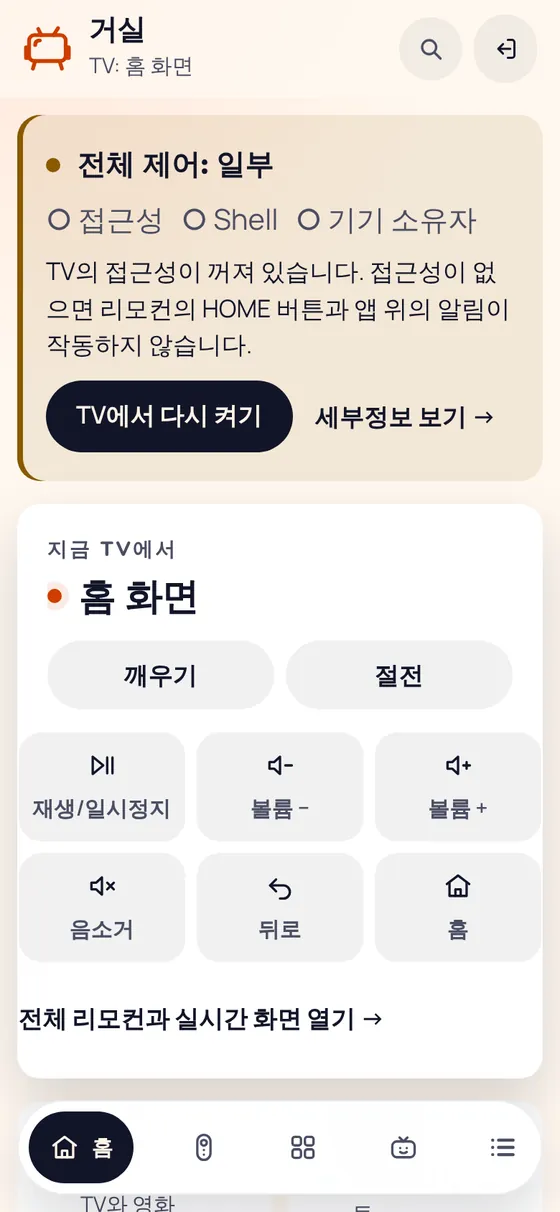 거실
TV: 홈 화면
전체 제어: 일부
접근성 Shell 기기 소유자
TV의 접근성이 꺼져 있습니다. 접근성이 없
으면 리모컨의 HOME 버튼과 앱 위의 알림이
작동하지 않습니다.
TV에서 다시 켜기 세부정보 보기 →
지금 TV에서
홈 화면
깨우기 절전
재생/일시정지 볼륨 − 볼륨 +
음소거 뒤로 홈
전체 리모컨과 실시간 화면 열기 →
홈
TV와 영화